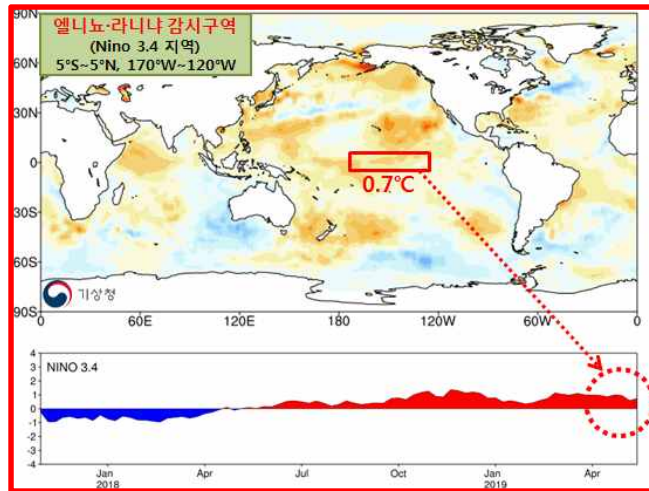 엘니뇨·라니냐 감시구역
(Nino 3.4 지역)
5°S~5°N, 170°W~120°W
90N
60N
30N
0
30S
60S
90S
0.7℃
기상청
0 60E 120E 180 120W 60W 0
NINO 3.4
4
3
2
1
0
-1
-2
-3
-4
Jan Apr Jul Oct Jan Apr
2018 2019